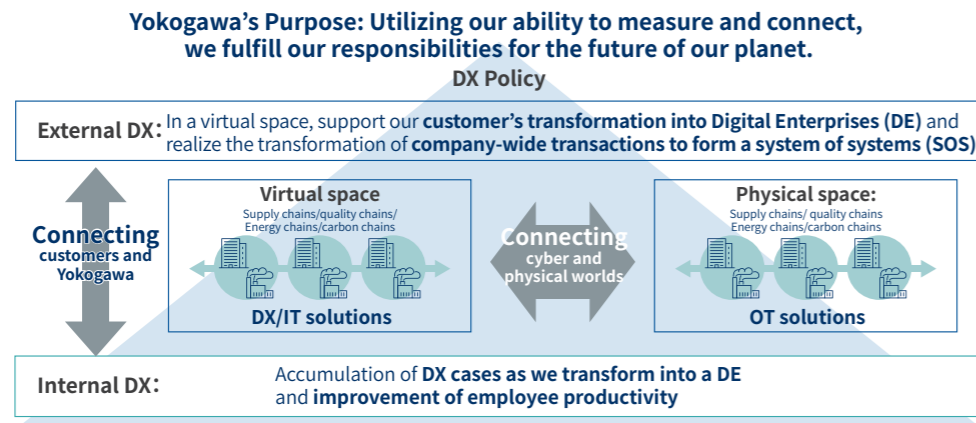 Yokogawa’s Purpose: Utilizing our ability to measure and connect,
we fulfill our responsibilities for the future of our planet.
DX Policy
External DX:
In a virtual space, support our customer’s transformation into Digital Enterprises (DE) and
realize the transformation of company-wide transactions to form a system of systems (SOS)
Connecting
customers and
Yokogawa
Virtual space
Supply chains/quality chains/
Energy chains/carbon chains
DX/IT solutions
Connecting
cyber and
physical worlds
Physical space:
Supply chains/ quality chains
Energy chains/carbon chains
OT solutions
Internal DX:
Accumulation of DX cases as we transform into a DE
and improvement of employee productivity